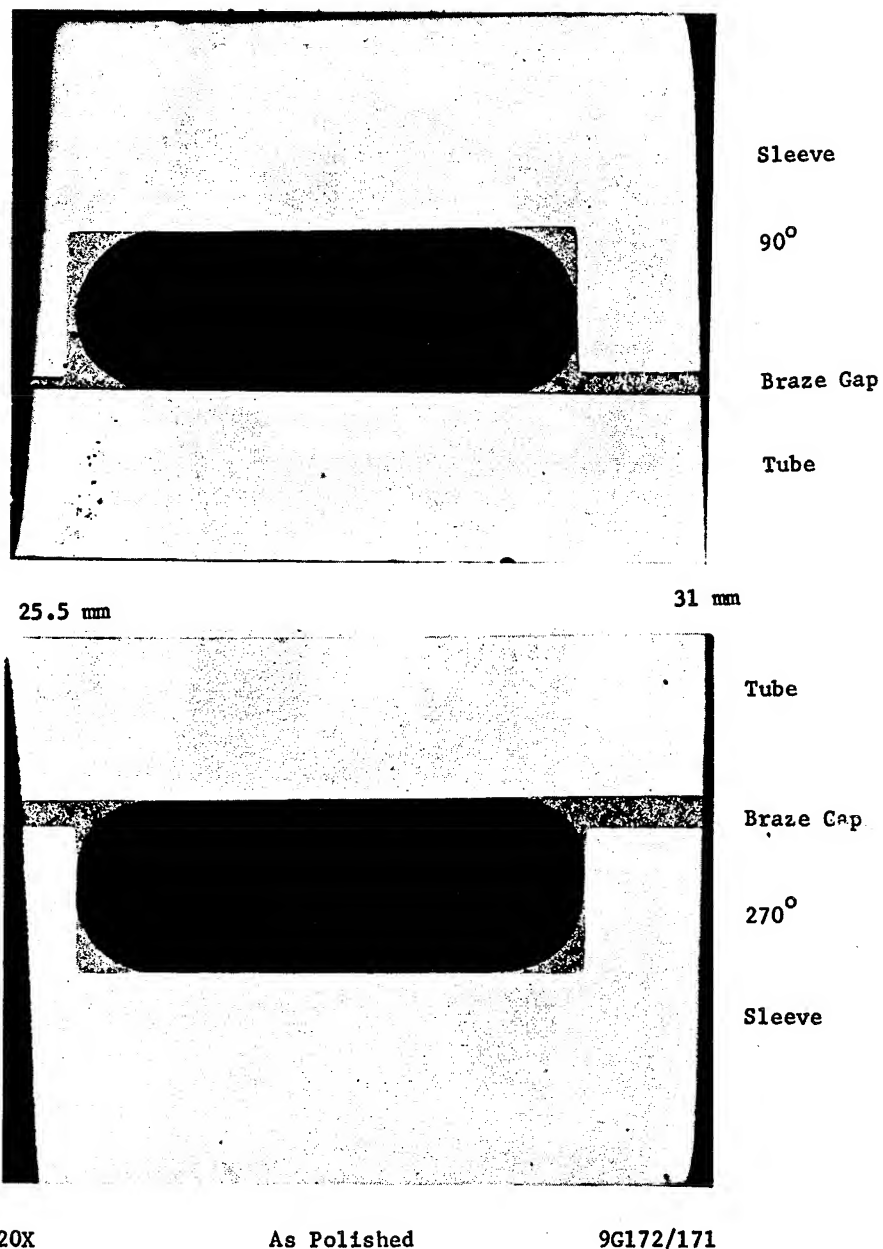 Sleeve
90°
Braze Gap
Tube
25.5 mm 31 mm
Tube
Braze Gap
270°
Sleeve
20X As Polished 9G172/171